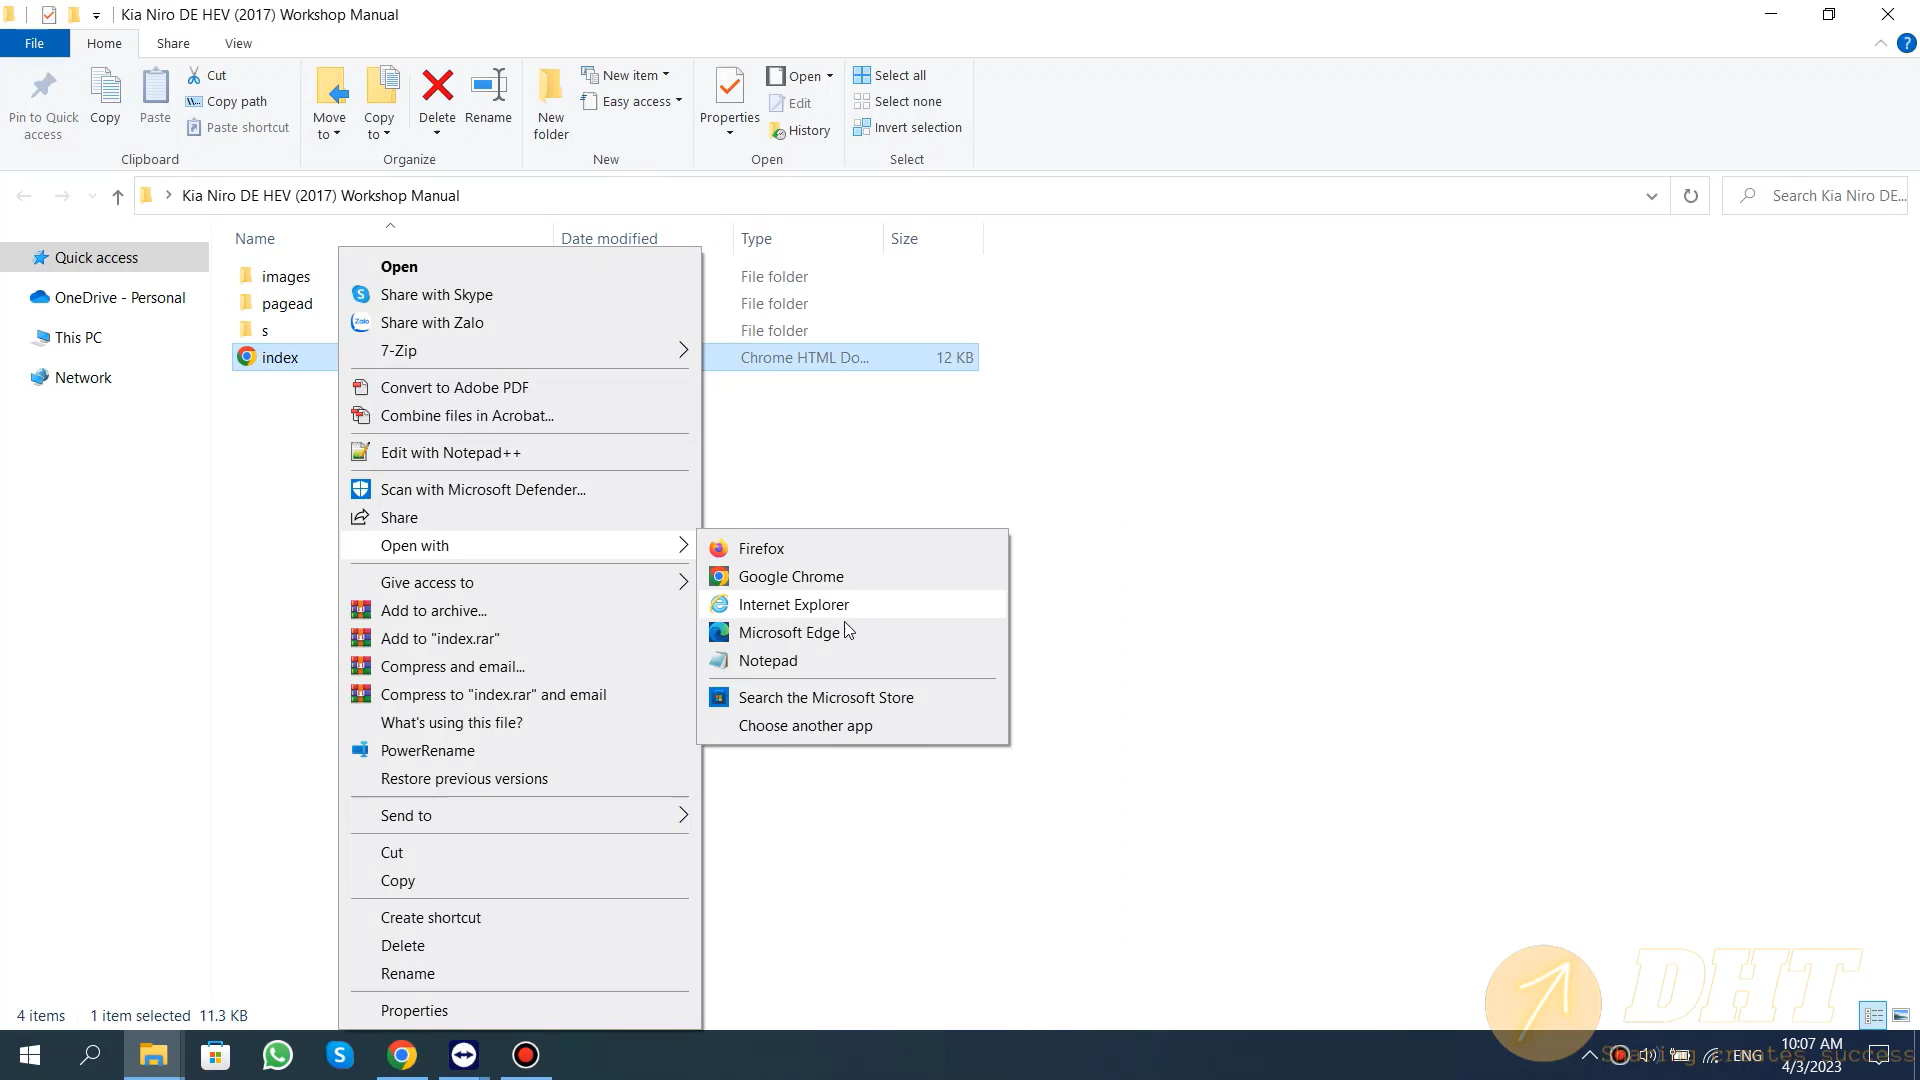 Kia Niro DE HEV (2017) Workshop Manual
File
Home
Share
View
?
Pin to Quick access
Copy
Paste
Cut
Copy path
Paste shortcut
Clipboard
Move to
Copy to
Delete
Rename
Organize
New folder
New item
Easy access
New
Properties
Open
Edit
History
Open
Select all
Select none
Invert selection
Select
Kia Niro DE HEV (2017) Workshop Manual
Search Kia Niro DE...
Quick access
OneDrive - Personal
This PC
Network
Name
Date modified
Type
Size
images
File folder
pagead
File folder
s
File folder
index
Chrome HTML Do...
12 KB
Open
Share with Skype
Zalo
Share with Zalo
7-Zip
Convert to Adobe PDF
Combine files in Acrobat...
Edit with Notepad++
Scan with Microsoft Defender...
Share
Open with
Give access to
Add to archive...
Add to "index.rar"
Compress and email...
Compress to "index.rar" and email
What's using this file?
PowerRename
Restore previous versions
Send to
Cut
Copy
Create shortcut
Delete
Rename
Properties
Firefox
Google Chrome
Internet Explorer
Microsoft Edge
Notepad
Search the Microsoft Store
Choose another app
4 items
1 item selected
11.3 KB
DHT
ENG
10:07 AM
4/3/2023
success